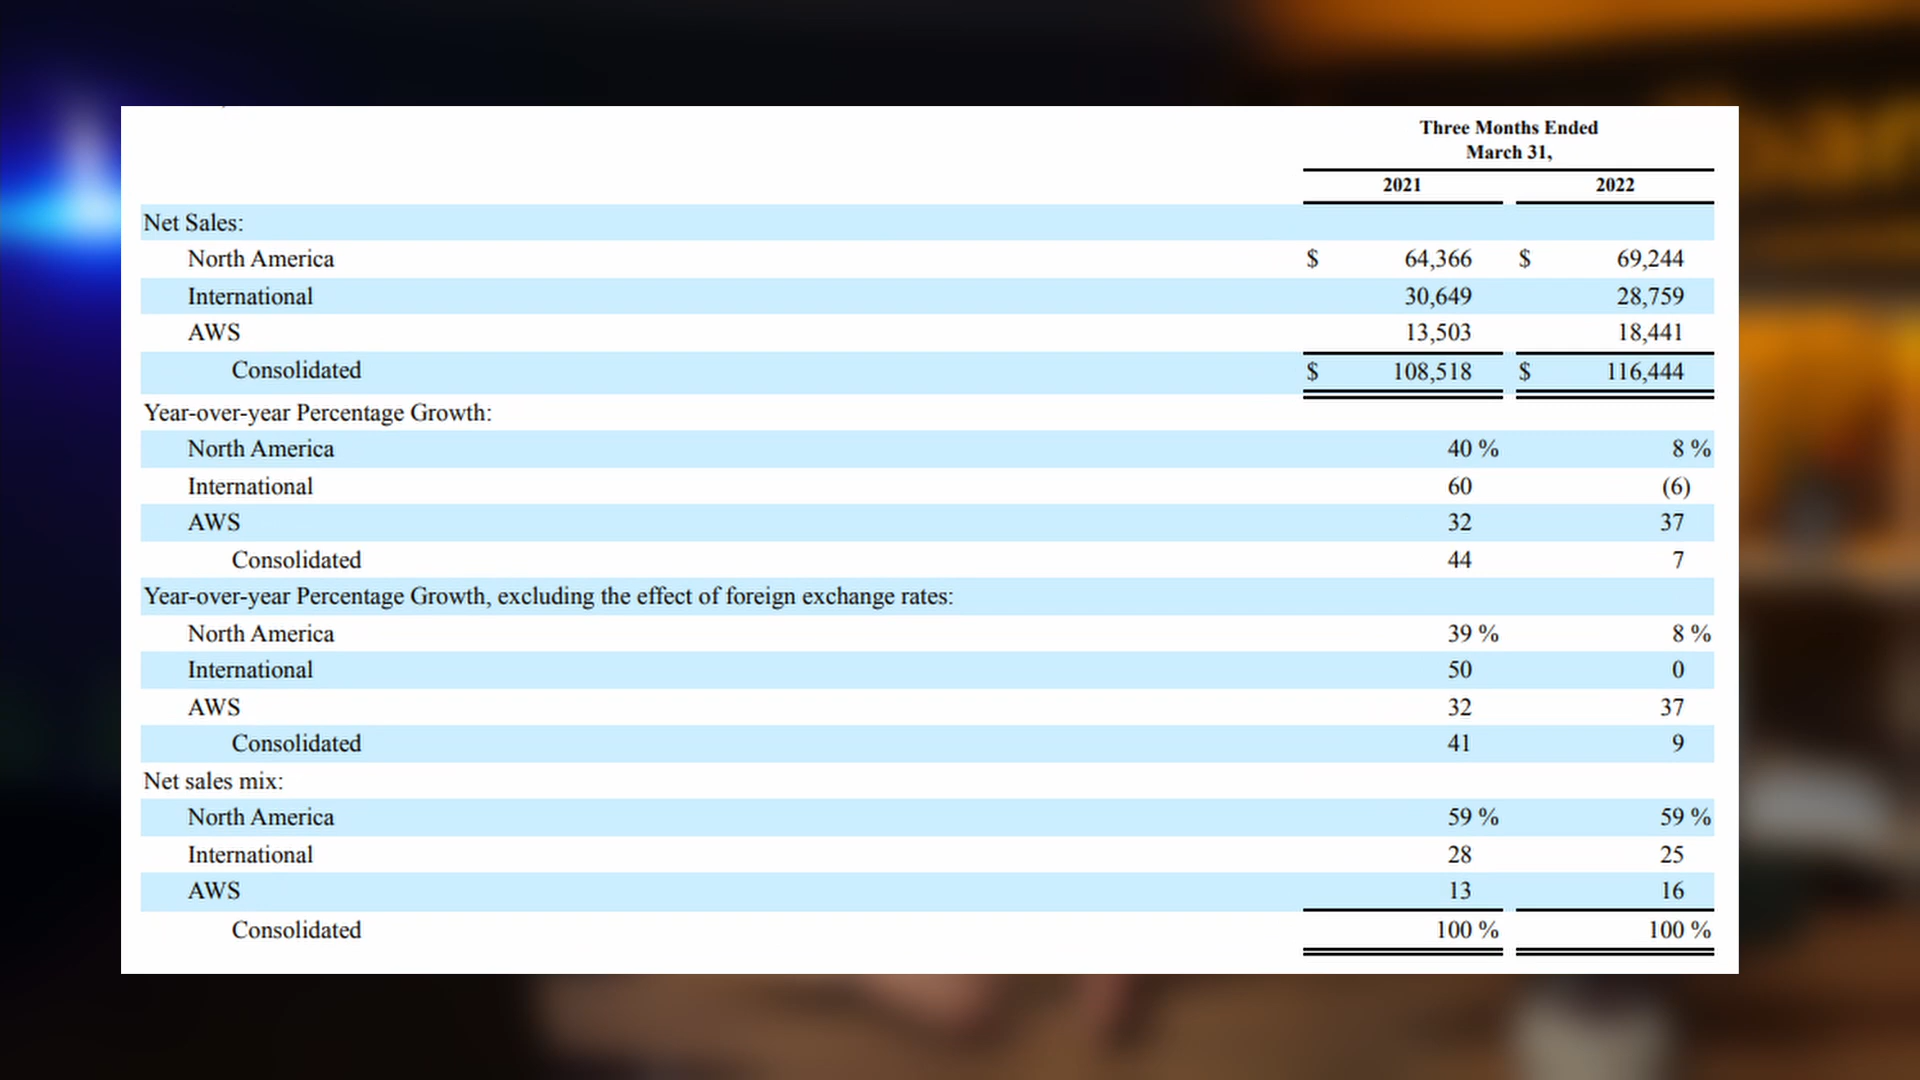 Three Months Ended
March 31,
2021 2022
Net Sales:
North America $ 64,366 $ 69,244
International 30,649 28,759
AWS 13,503 18,441
Consolidated $ 108,518 $ 116,444
Year-over-year Percentage Growth:
North America 40 % 8 %
International 60 (6)
AWS 32 37
Consolidated 44 7
Year-over-year Percentage Growth, excluding the effect of foreign exchange rates:
North America 39 % 8 %
International 50 0
AWS 32 37
Consolidated 41 9
Net sales mix:
North America 59 % 59 %
International 28 25
AWS 13 16
Consolidated 100 % 100 %